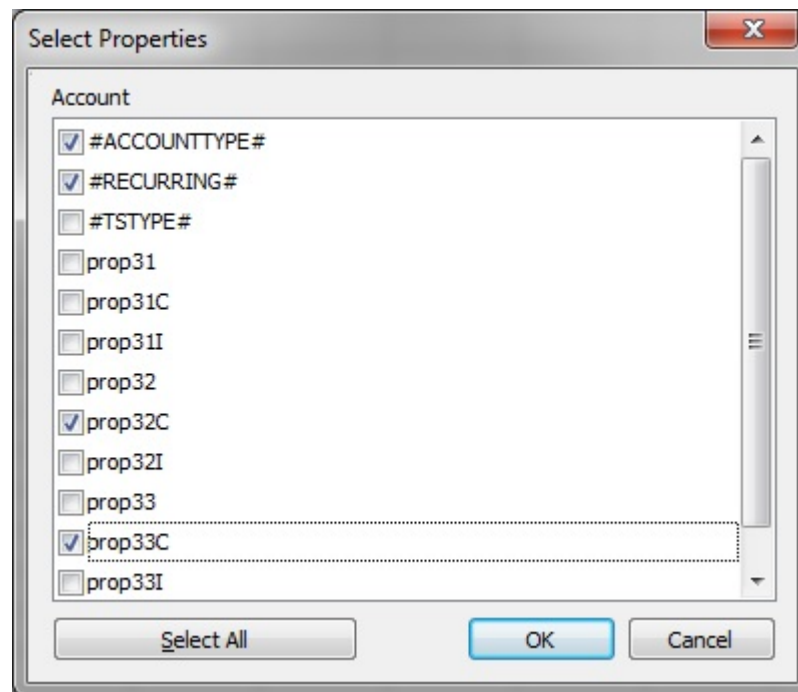 Select Properties
Account
#ACCOUNTTYPE#
#RECURRING#
#TSTYPE#
prop31
prop31C
prop31I
prop32
prop32C
prop32I
prop33
prop33C
prop33I
Select All
OK
Cancel